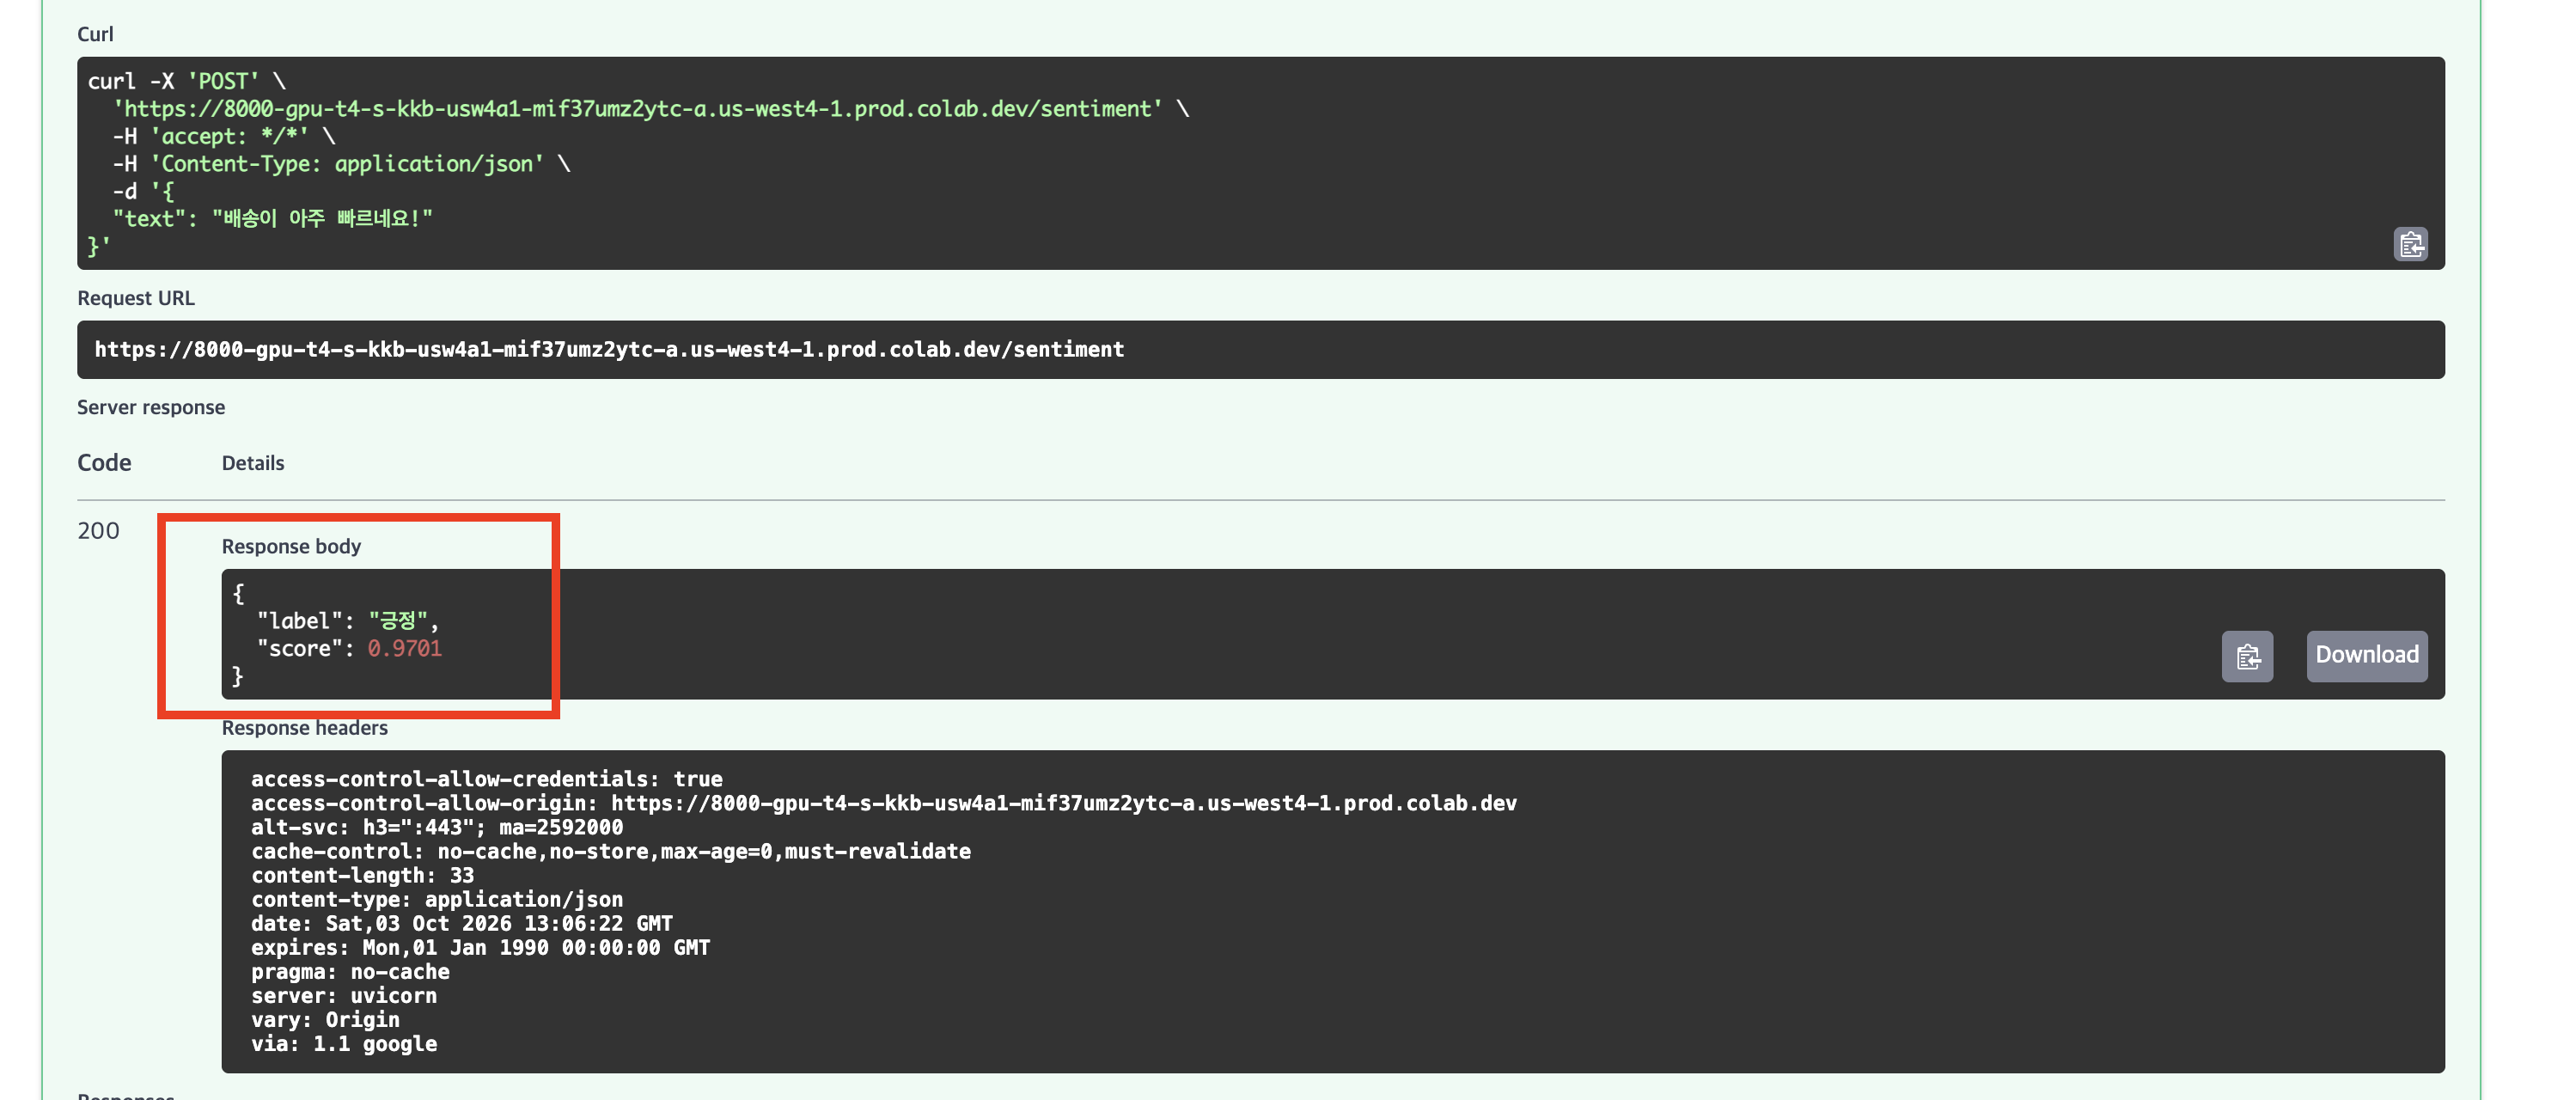 Curl
curl -X 'POST' \
'https://8000-gpu-t4-s-kkb-usw4a1-mif37umz2ytc-a.us-west4-1.prod.colab.dev/sentiment' \
-H 'accept: */*' \
-H 'Content-Type: application/json' \
-d '{
"text": "배송이 아주 빠르네요!"
}'
Request URL
https://8000-gpu-t4-s-kkb-usw4a1-mif37umz2ytc-a.us-west4-1.prod.colab.dev/sentiment
Server response
Code Details
200
Response body
{
"label": "긍정",
"score": 0.9701
}
Download
Response headers
access-control-allow-credentials: true
access-control-allow-origin: https://8000-gpu-t4-s-kkb-usw4a1-mif37umz2ytc-a.us-west4-1.prod.colab.dev
alt-svc: h3=":443"; ma=2592000
cache-control: no-cache,no-store,max-age=0,must-revalidate
content-length: 33
content-type: application/json
date: Sat,03 Oct 2026 13:06:22 GMT
expires: Mon,01 Jan 1990 00:00:00 GMT
pragma: no-cache
server: uvicorn
vary: Origin
via: 1.1 google
Responses